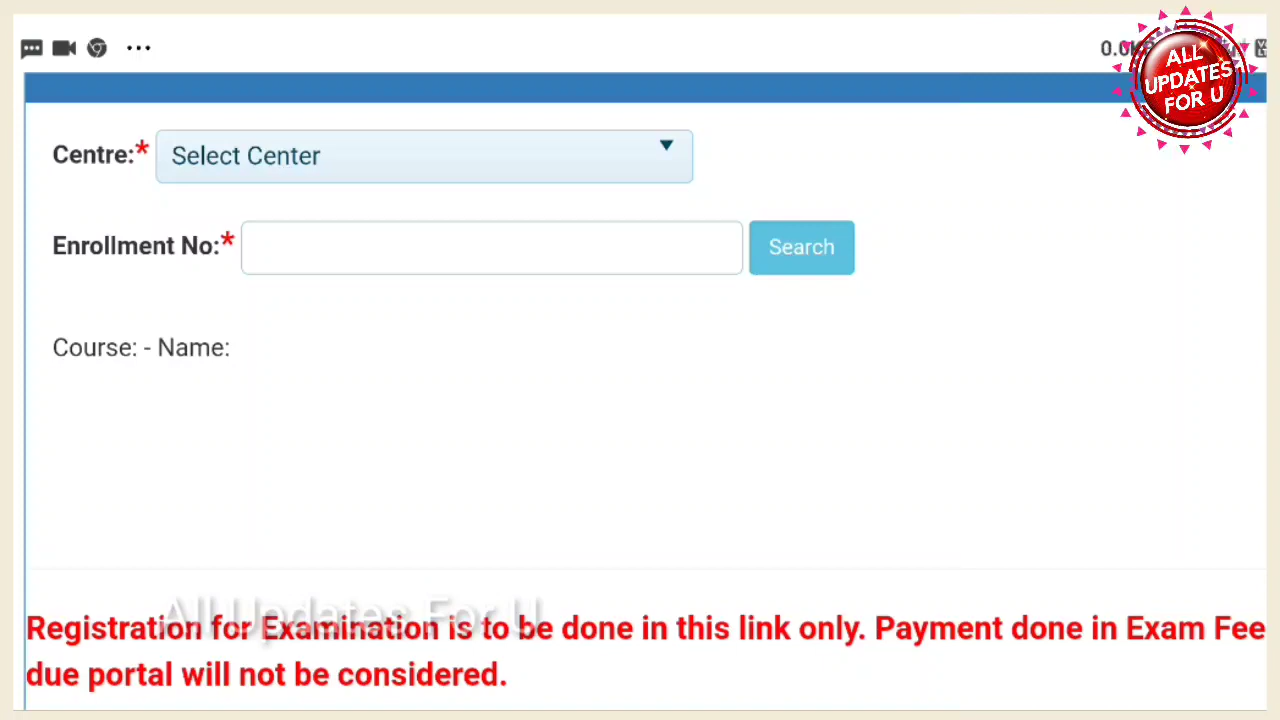 ALL
UPDATES
FOR U
Centre:* Select Center
Enrollment No:* Search
Course: - Name:
All Updates For U
Registration for Examination is to be done in this link only. Payment done in Exam Fee
due portal will not be considered.